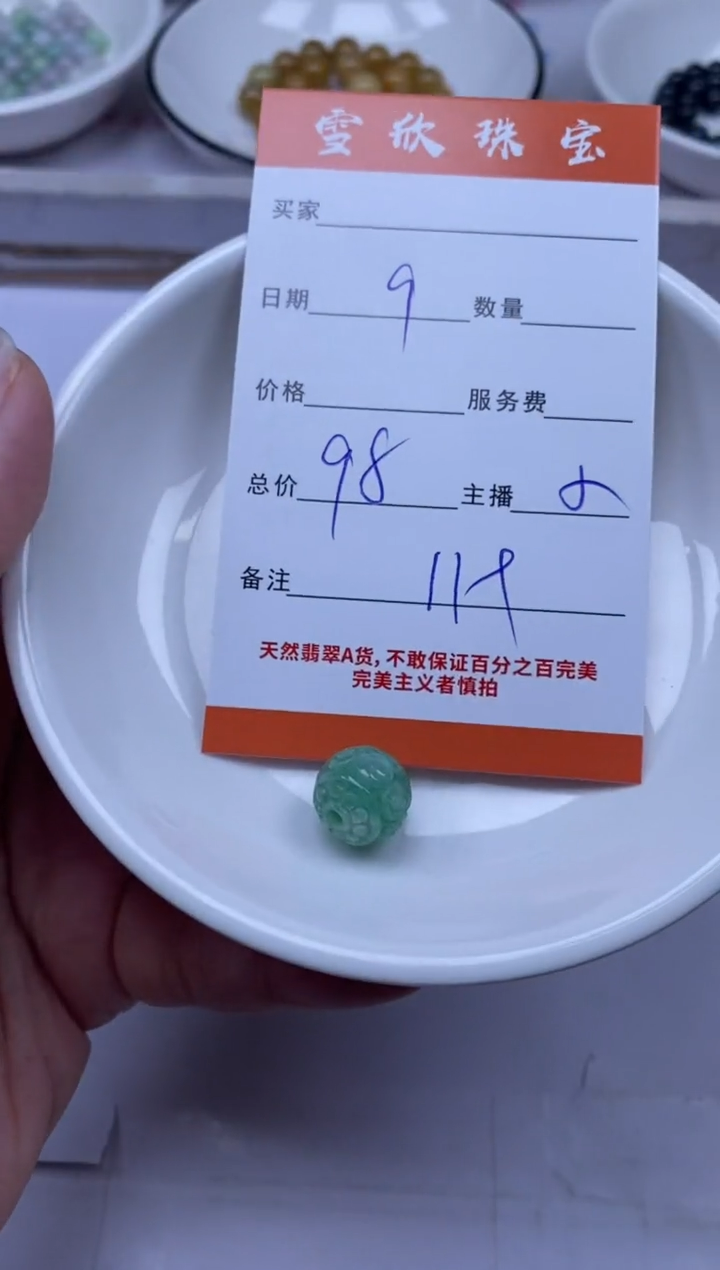 雪欣珠宝
买家
日期 9 数量
价格 服务费
总价 98 主播
备注 11
天然翡翠A货,不敢保证百分之百完美
完美主义者慎拍